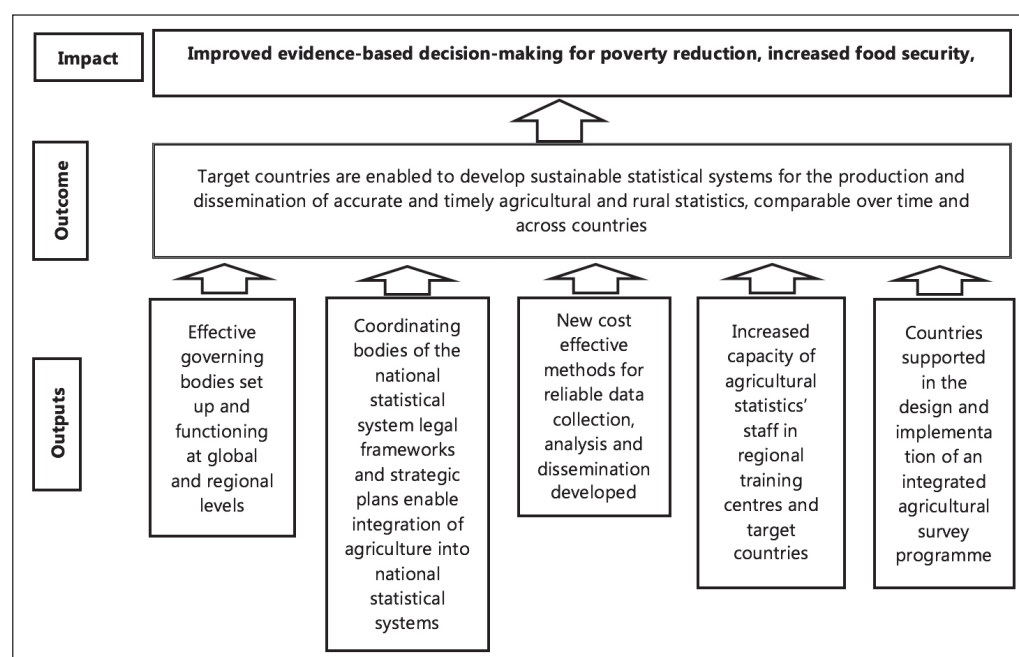 Impact
Improved evidence-based decision-making for poverty reduction, increased food security,
Outcome
Target countries are enabled to develop sustainable statistical systems for the production and
dissemination of accurate and timely agricultural and rural statistics, comparable over time and
across countries
Outputs
Effective
governing
bodies set
up and
functioning
at global
and regional
levels
Coordinating
bodies of the
national
statistical
system legal
frameworks
and strategic
plans enable
integration of
agriculture into
national
statistical
systems
New cost
effective
methods for
reliable data
collection,
analysis and
dissemination
developed
Increased
capacity of
agricultural
statistics’
staff in
regional
training
centres and
target
countries
Countries
supported
in the
design and
implementa
tion of an
integrated
agricultural
survey
programme